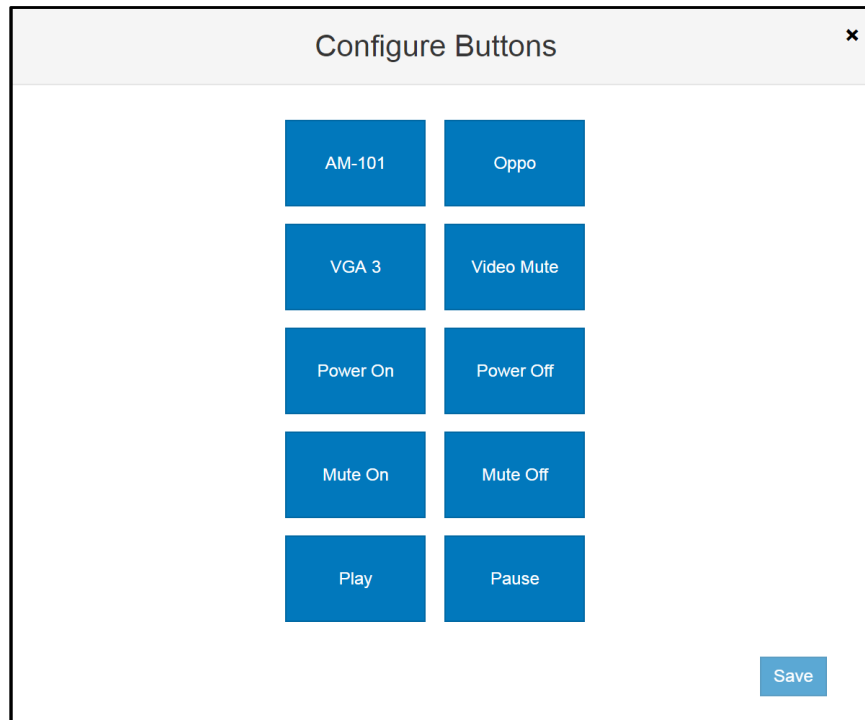 Configure Buttons
×
AM-101 Oppo
VGA 3 Video Mute
Power On Power Off
Mute On Mute Off
Play Pause
Save